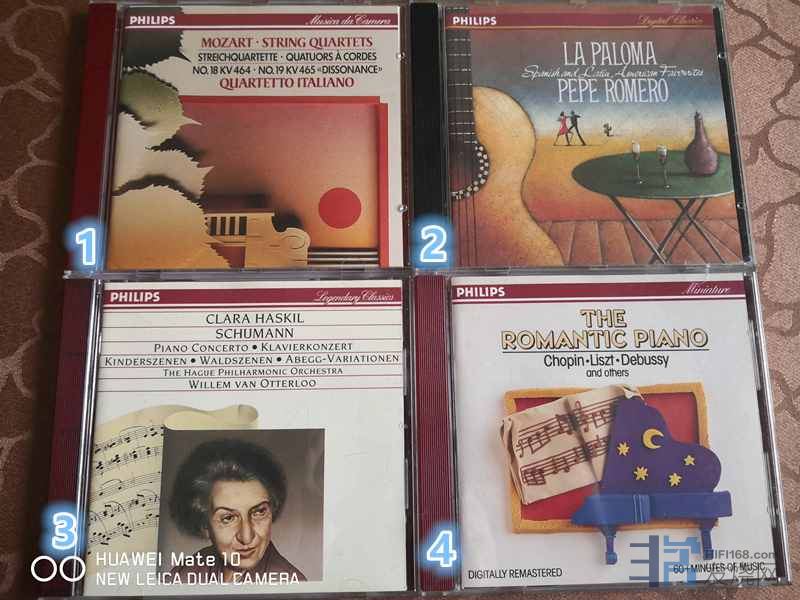 PHILIPS
Musica da Camera
MOZART · STRING QUARTETS
STREICHQUARTETTE · QUATUORS À CORDES
NO. 18 KV 464 · NO. 19 KV 465 «DISSONANCE»
QUARTETTO ITALIANO
1
PHILIPS
Digital Classics
LA PALOMA
Spanish and Latin American Favourites
PEPE ROMERO
2
PHILIPS
Legendary Classics
CLARA HASKIL
SCHUMANN
PIANO CONCERTO • KLAVIERKONZERT
KINDERSZENEN • WALDSZENEN • ABEGG-VARIATIONEN
THE HAGUE PHILHARMONIC ORCHESTRA
WILLEM VAN OTTERLOO
3
PHILIPS
Miniature
THE
ROMANTIC PIANO
Chopin • Liszt • Debussy
and others
4
DIGITALLY REMASTERED
60+ MINUTES OF MUSIC
HUAWEI Mate 10
NEW LEICA DUAL CAMERA
HIFI168.com
发烧网